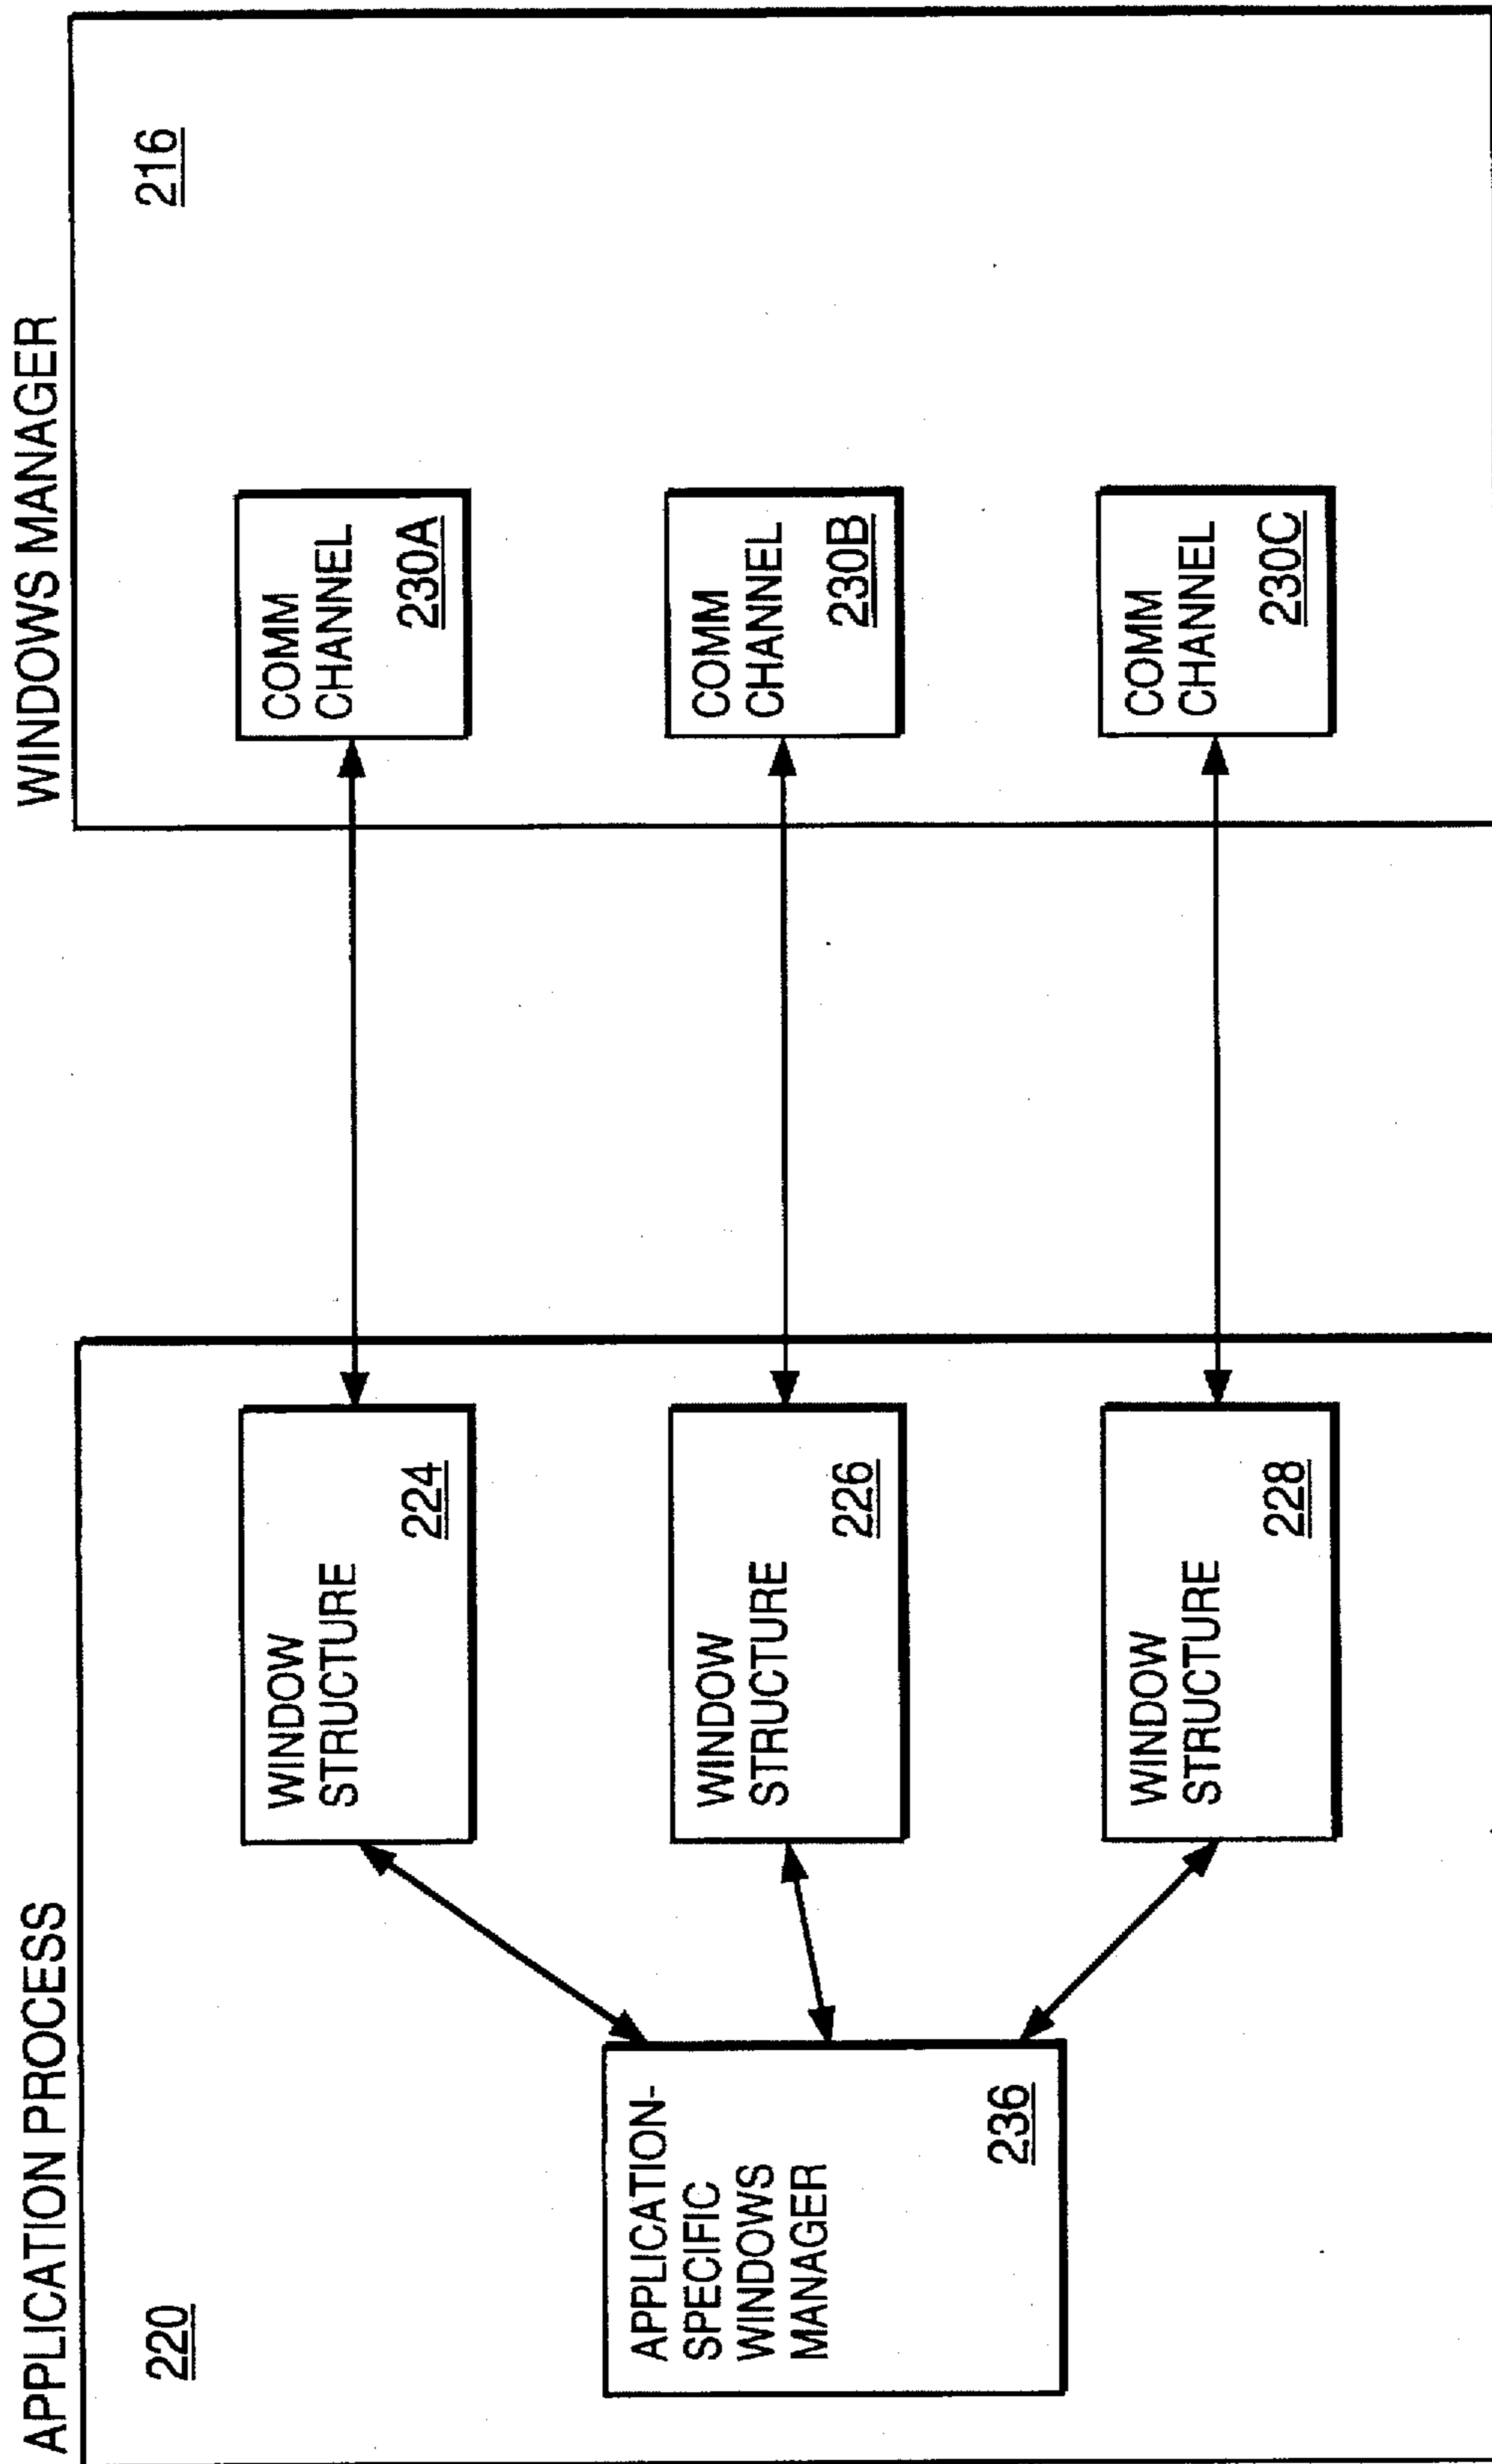 APPLICATION PROCESS
220
APPLICATION-
SPECIFIC
WINDOWS
MANAGER
236
WINDOW
STRUCTURE
224
WINDOW
STRUCTURE
226
WINDOW
STRUCTURE
228
WINDOWS MANAGER
216
COMM
CHANNEL
230A
COMM
CHANNEL
230B
COMM
CHANNEL
230C